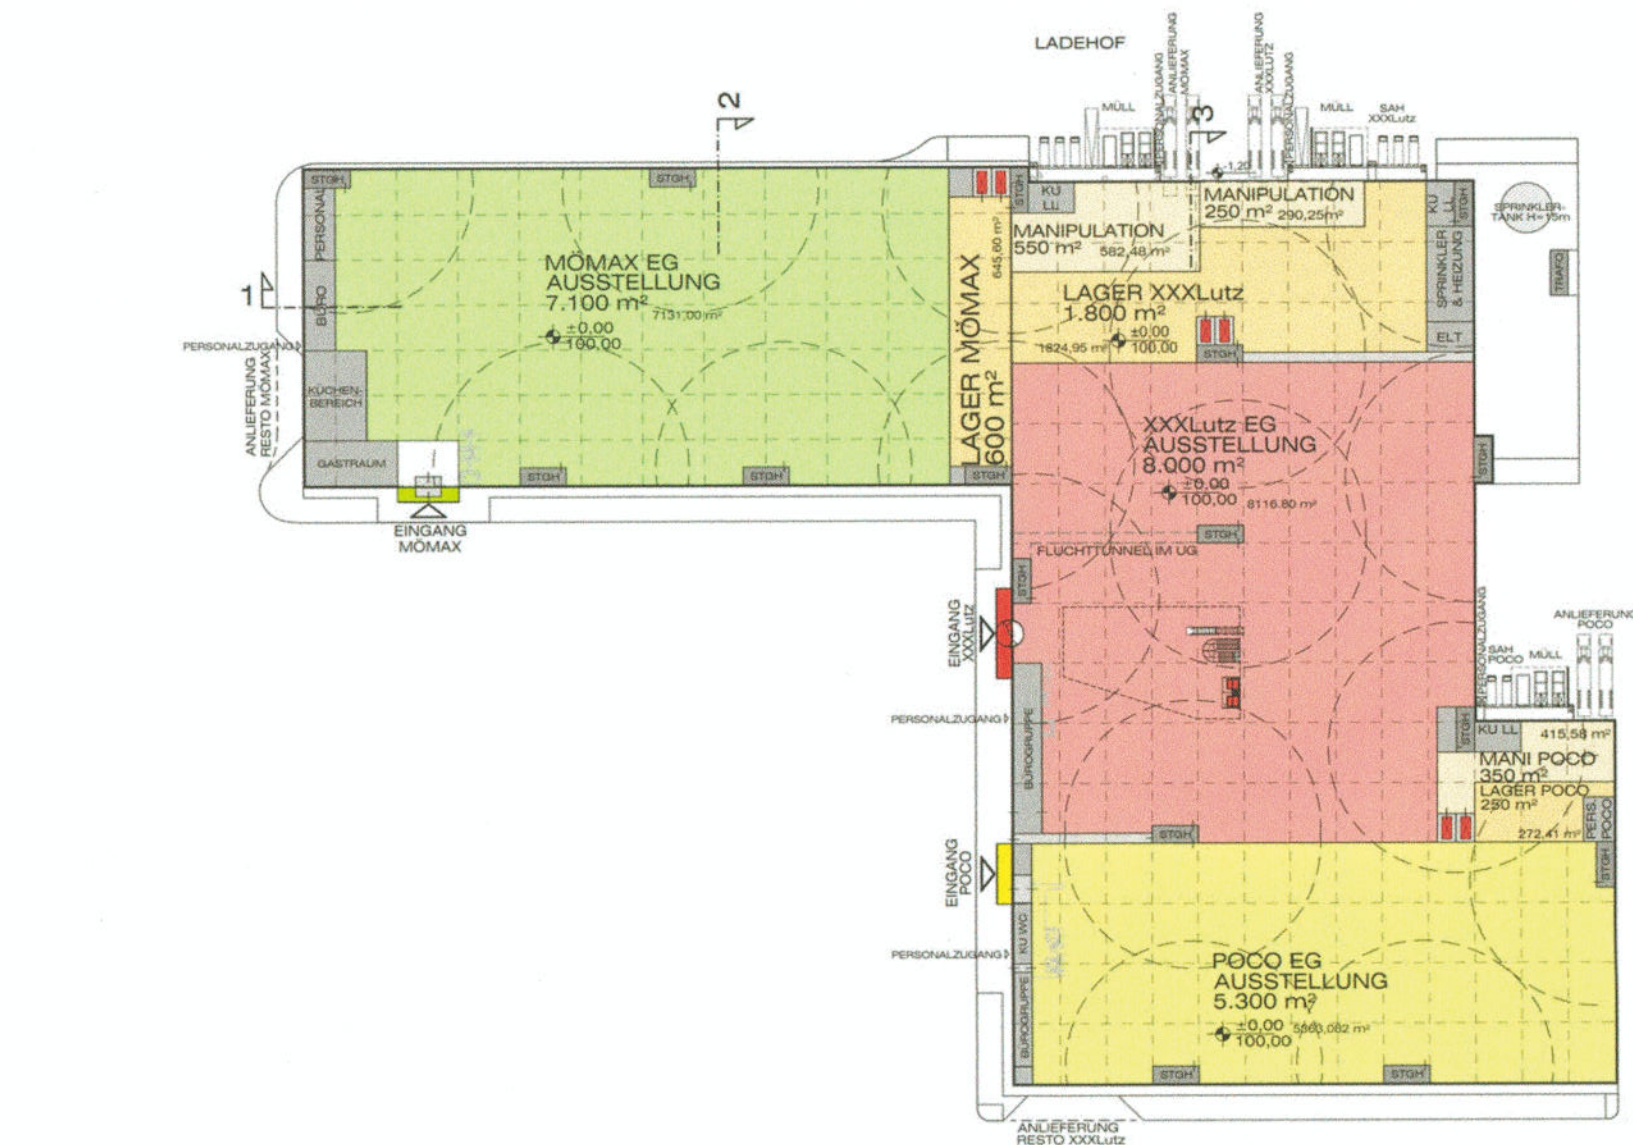 LADEHOF
PERSONALZUGANG
ANLIEFERUNG
MÖMAX
ANLIEFERUNG
XXXLUTZ
PERSONALZUGANG
MÜLL
MÜLL
SAH
XXXLutz
2
3
-1,20
STGH
STGH
STGH
KU
LL
MANIPULATION
550 m² 582,48 m²
MANIPULATION
250 m² 290,25m²
KU
LL
STGH
SPRINKLER-
TANK H=15m
TRAFO
PERSONAL
BÜRO
1
MÖMAX EG
AUSSTELLUNG
7.100 m² 7131,00 m²
±0,00
100,00
645,60 m²
LAGER MÖMAX
600 m²
LAGER XXXLutz
1.800 m²
±0,00
100,00
1824,95 m²
STGH
SPRINKLER
& HEIZUNG
ELT
PERSONALZUGANG
ANLIEFERUNG
RESTO MÖMAX
KÜCHEN-
BEREICH
GASTRAUM
STGH
STGH
STGH
EINGANG
MÖMAX
XXXLutz EG
AUSSTELLUNG
8.000 m²
±0,00
100,00
8116.80 m²
STGH
STGH
FLUCHTTUNNEL IM UG
STGH
EINGANG
XXXLutz
PERSONALZUGANG
BÜROGRUPPE
STGH
PERSONALZUGANG
SAH
POCO
MÜLL
ANLIEFERUNG
POCO
STGH
KU LL
415,58 m²
MANI POCO
350 m²
LAGER POCO
250 m²
272,41 m²
PERS.
POCO
STGH
EINGANG
POCO
KU WC
PERSONALZUGANG
BÜROGRUPPE
POCO EG
AUSSTELLUNG
5.300 m²
±0,00
100,00
STGH
STGH
ANLIEFERUNG
RESTO XXXLutz